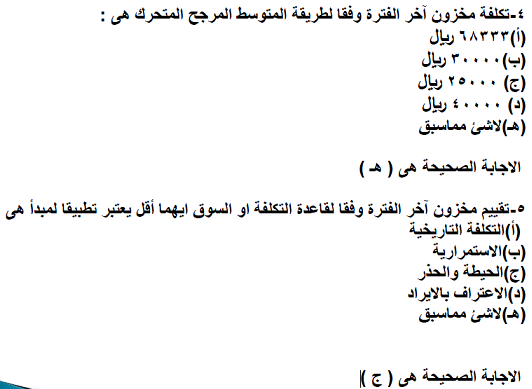 ٤-تكلفة مخزون آخر الفترة وفقا لطريقة المتوسط المرجح المتحرك هى :
(أ)٦٨٣٣٣ ريال
(ب)٣٠٠٠٠ ريال
(ج) ٢٥٠٠٠ ريال
(د) ٤٠٠٠٠ ريال
(هـ)لاشئ مماسبق
الاجابة الصحيحة هى ( هـ )
٥-تقييم مخزون آخر الفترة وفقا لقاعدة التكلفة او السوق ايهما أقل يعتبر تطبيقا لمبدأ هى
(أ)التكلفة التاريخية
(ب)الاستمرارية
(ج)الحيطة والحذر
(د)الاعتراف بالايراد
(هـ)لاشئ مماسبق
الاجابة الصحيحة هى ( ج )